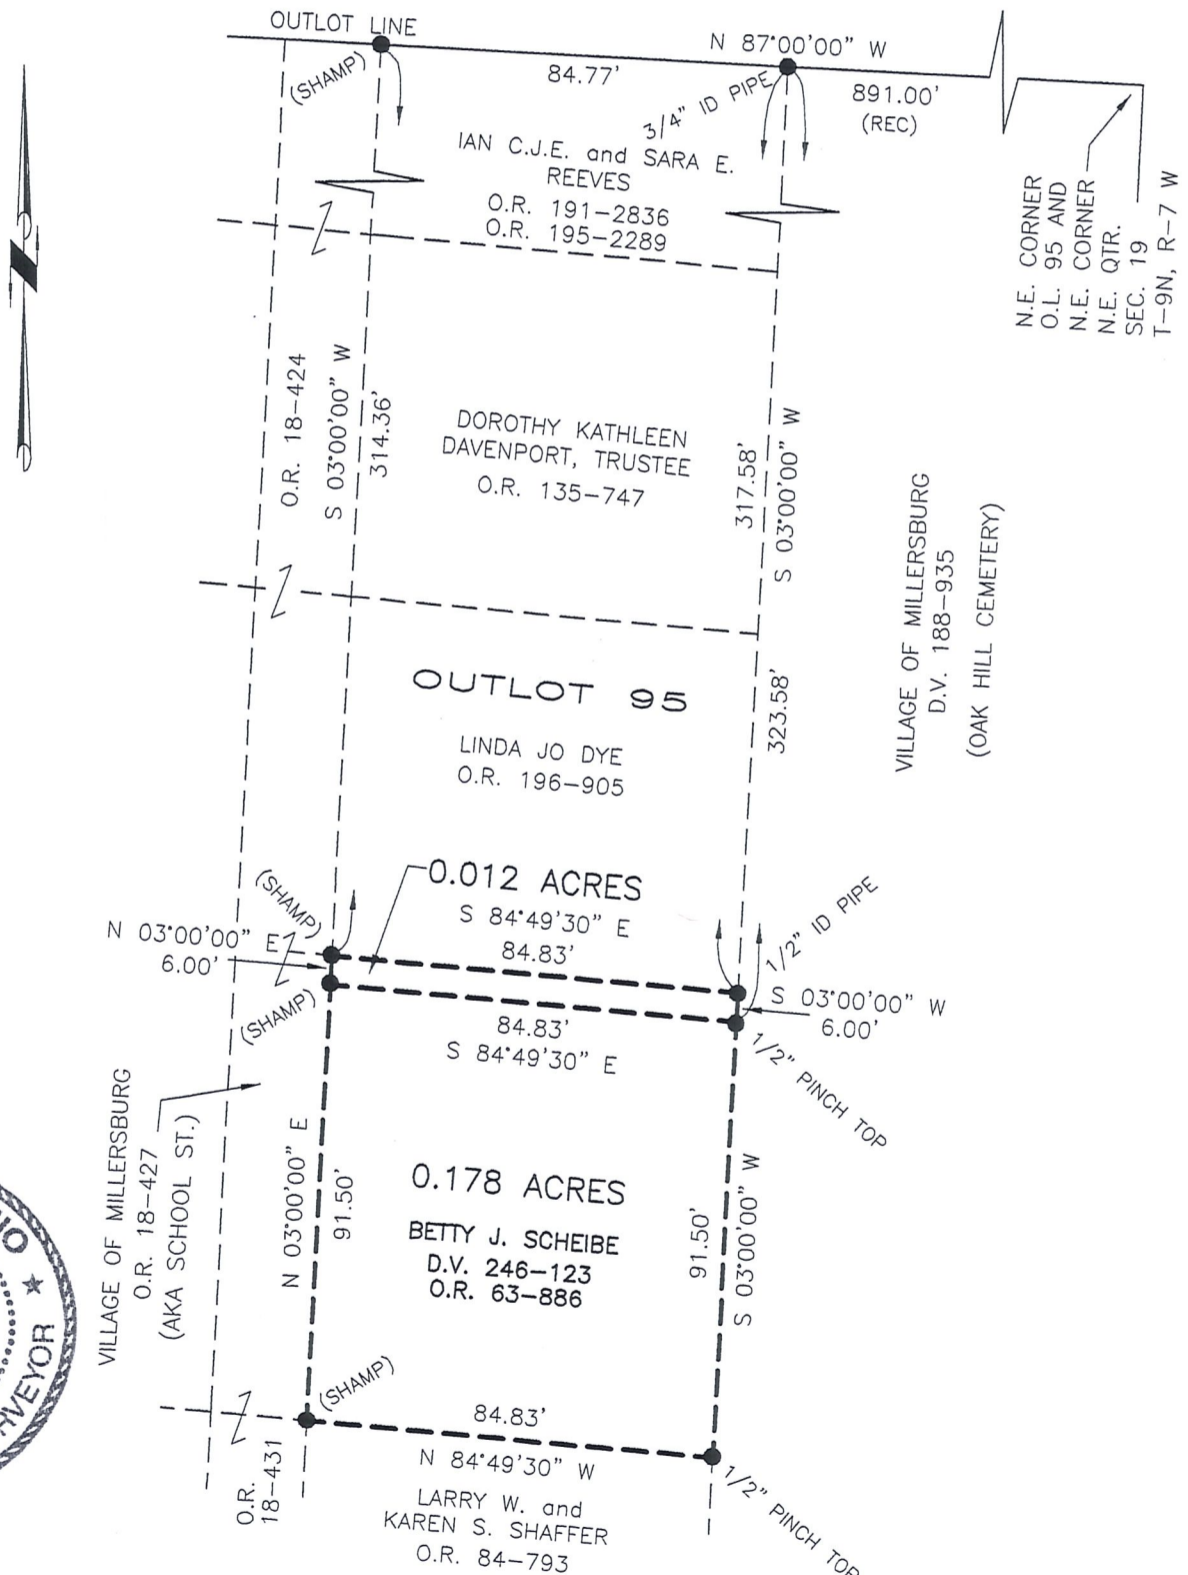 OUTLOT LINE
N 87°00'00" W
(SHAMP)
84.77'
3/4" ID PIPE
891.00'
(REC)
IAN C.J.E. and SARA E.
REEVES
O.R. 191-2836
O.R. 195-2289
N.E. CORNER
O.L. 95 AND
N.E. CORNER
N.E. QTR.
SEC. 19
T-9N, R-7 W
O.R. 18-424
S 03°00'00" W
314.36'
DOROTHY KATHLEEN
DAVENPORT, TRUSTEE
O.R. 135-747
317.58'
S 03°00'00" W
VILLAGE OF MILLERSBURG
D.V. 188-935
(OAK HILL CEMETERY)
OUTLOT 95
323.58'
LINDA JO DYE
O.R. 196-905
0.012 ACRES
(SHAMP)
S 84°49'30" E
84.83'
1/2" ID PIPE
N 03°00'00" E
6.00'
S 03°00'00" W
6.00'
(SHAMP)
84.83'
S 84°49'30" E
1/2" PINCH TOP
VILLAGE OF MILLERSBURG
O.R. 18-427
(AKA SCHOOL ST.)
N 03°00'00" E
91.50'
0.178 ACRES
BETTY J. SCHEIBE
D.V. 246-123
O.R. 63-886
91.50'
S 03°00'00" W
(SHAMP)
84.83'
N 84°49'30" W
O.R.
18-431
LARRY W. and
KAREN S. SHAFFER
O.R. 84-793
1/2" PINCH TOP